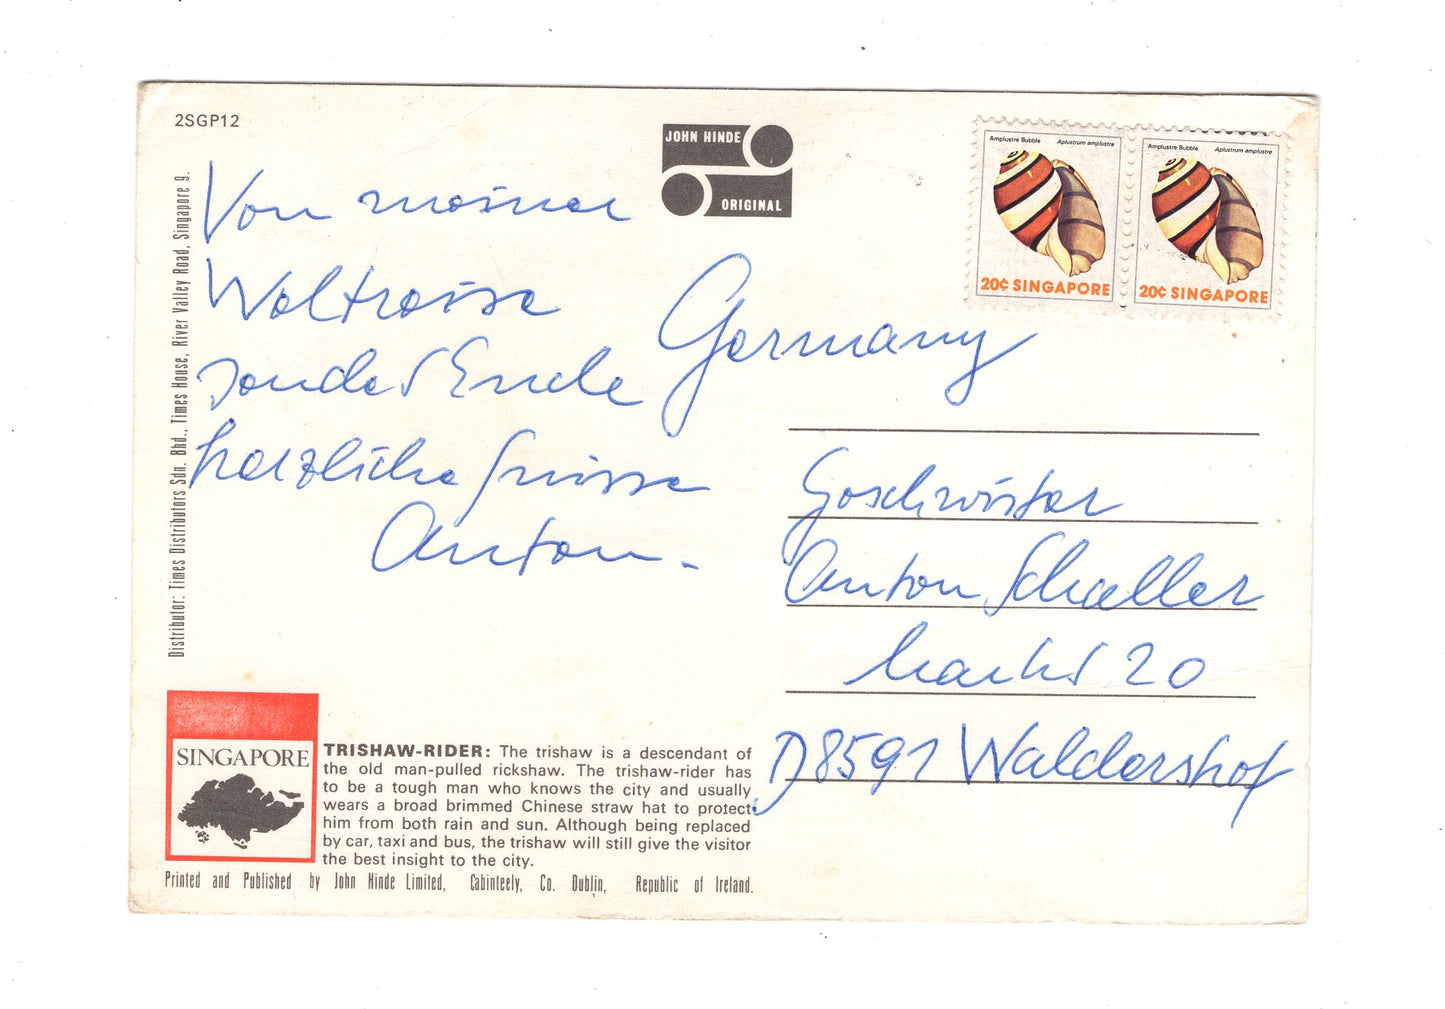 2SGP12
JOHN HINDE
ORIGINAL
Amplustre Bubble Aplustrum amplustre
20¢ SINGAPORE
Amplustre Bubble Aplustrum amplustre
20¢ SINGAPORE
Distributor: Times Distributors Sdn. Bhd., Times House, River Valley Road, Singapore 9.
Von meiner
Weltreise
sendet Euch
herzliche Grüsse
Anton.
Germany
Geschwister
Anton Schaller
Markt 20
D 8591 Waldershof
SINGAPORE
TRISHAW-RIDER: The trishaw is a descendant of
the old man-pulled rickshaw. The trishaw-rider has
to be a tough man who knows the city and usually
wears a broad brimmed Chinese straw hat to protect
him from both rain and sun. Although being replaced
by car, taxi and bus, the trishaw will still give the visitor
the best insight to the city.
Printed and Published by John Hinde Limited, Cabinteely, Co. Dublin, Republic of Ireland.